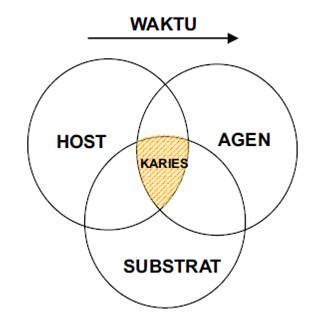 WAKTU
HOST
AGEN
KARIES
SUBSTRAT